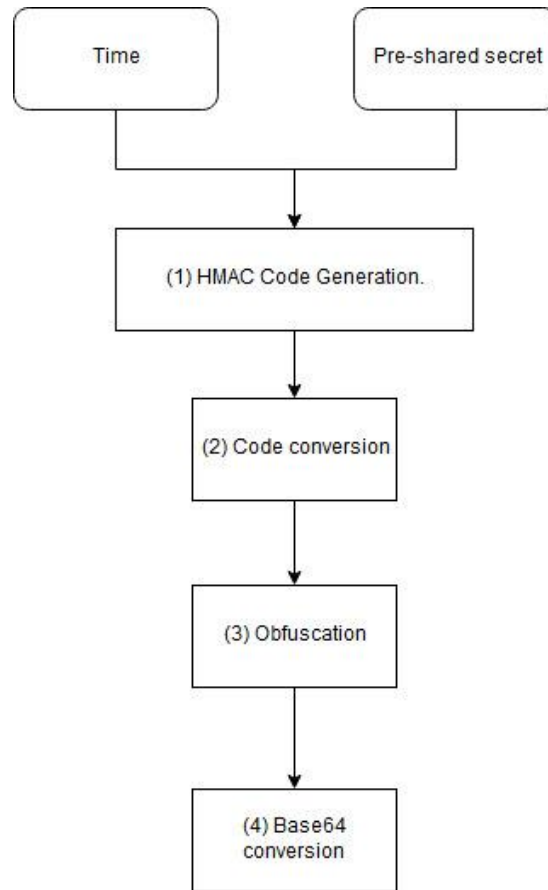 Time
Pre-shared secret
(1) HMAC Code Generation.
(2) Code conversion
(3) Obfuscation
(4) Base64
conversion